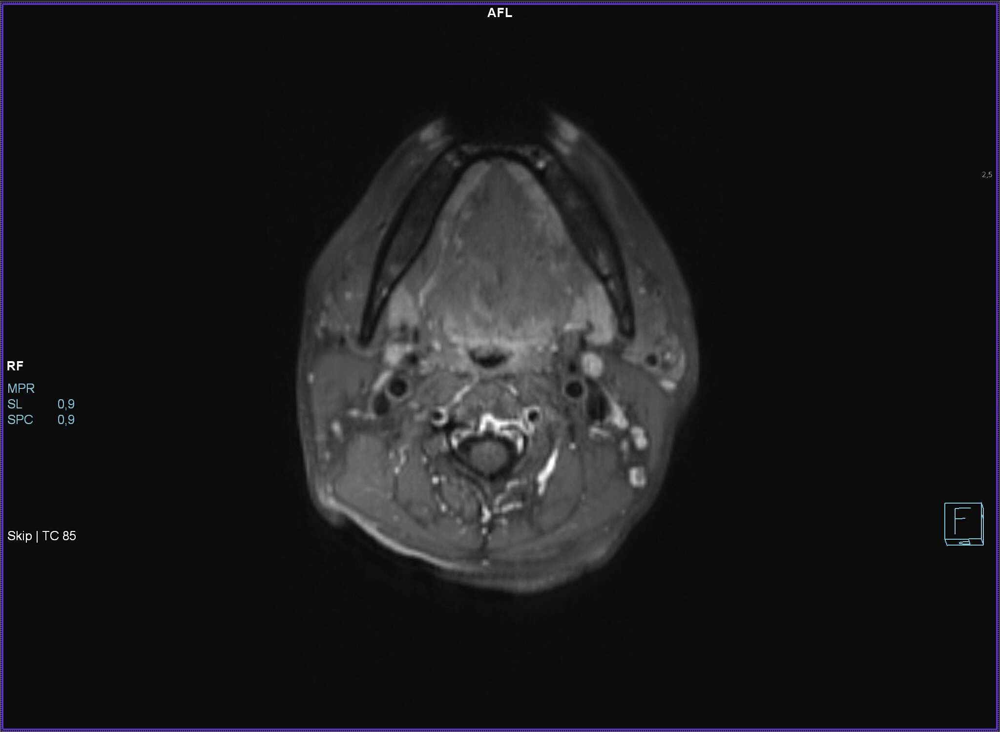 AFL
2,5
RF
MPR
SL 0,9
SPC 0,9
Skip | TC 85
F